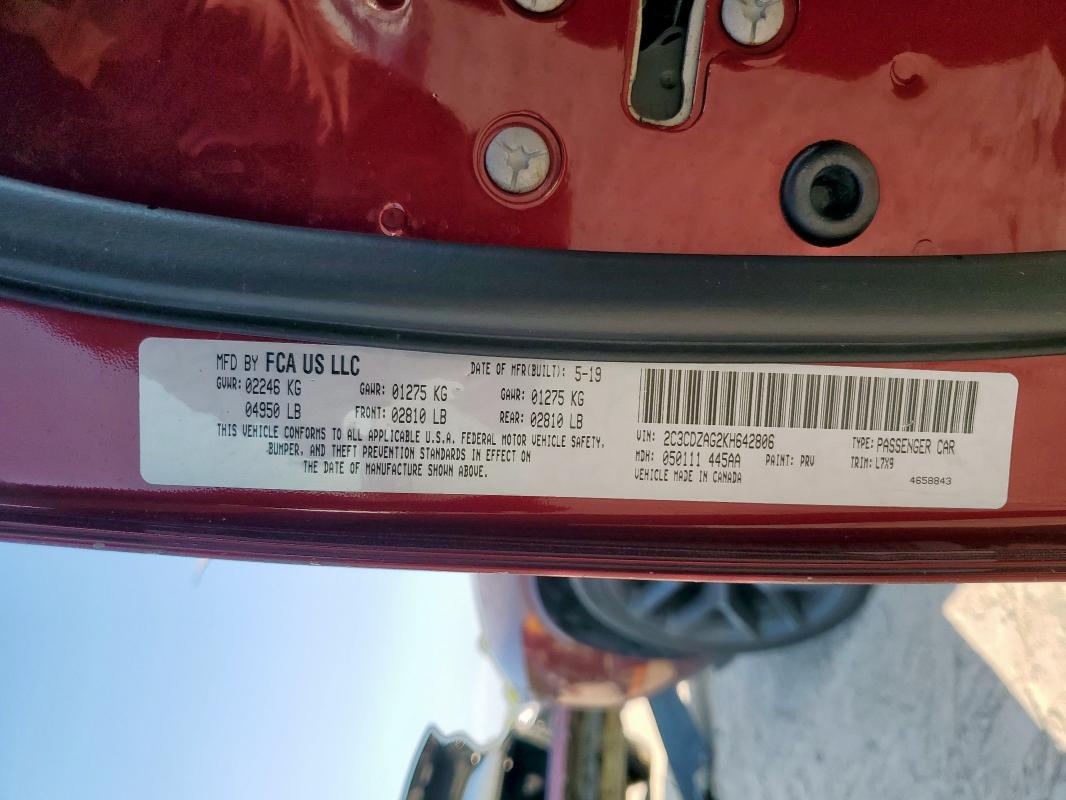 MFD BY FCA US LLC DATE OF MFR(BUILT): 5-19
GVWR: 02246 KG GAWR: 01275 KG GAWR: 01275 KG
04950 LB FRONT: 02810 LB REAR: 02810 LB
THIS VEHICLE CONFORMS TO ALL APPLICABLE U.S.A. FEDERAL MOTOR VEHICLE SAFETY,
BUMPER, AND THEFT PREVENTION STANDARDS IN EFFECT ON
THE DATE OF MANUFACTURE SHOWN ABOVE.
VIN: 2C3CDZAG2KH642806 TYPE: PASSENGER CAR
MDH: 050111 445AA PAINT: PRV TRIM: L7X9
VEHICLE MADE IN CANADA 4658843